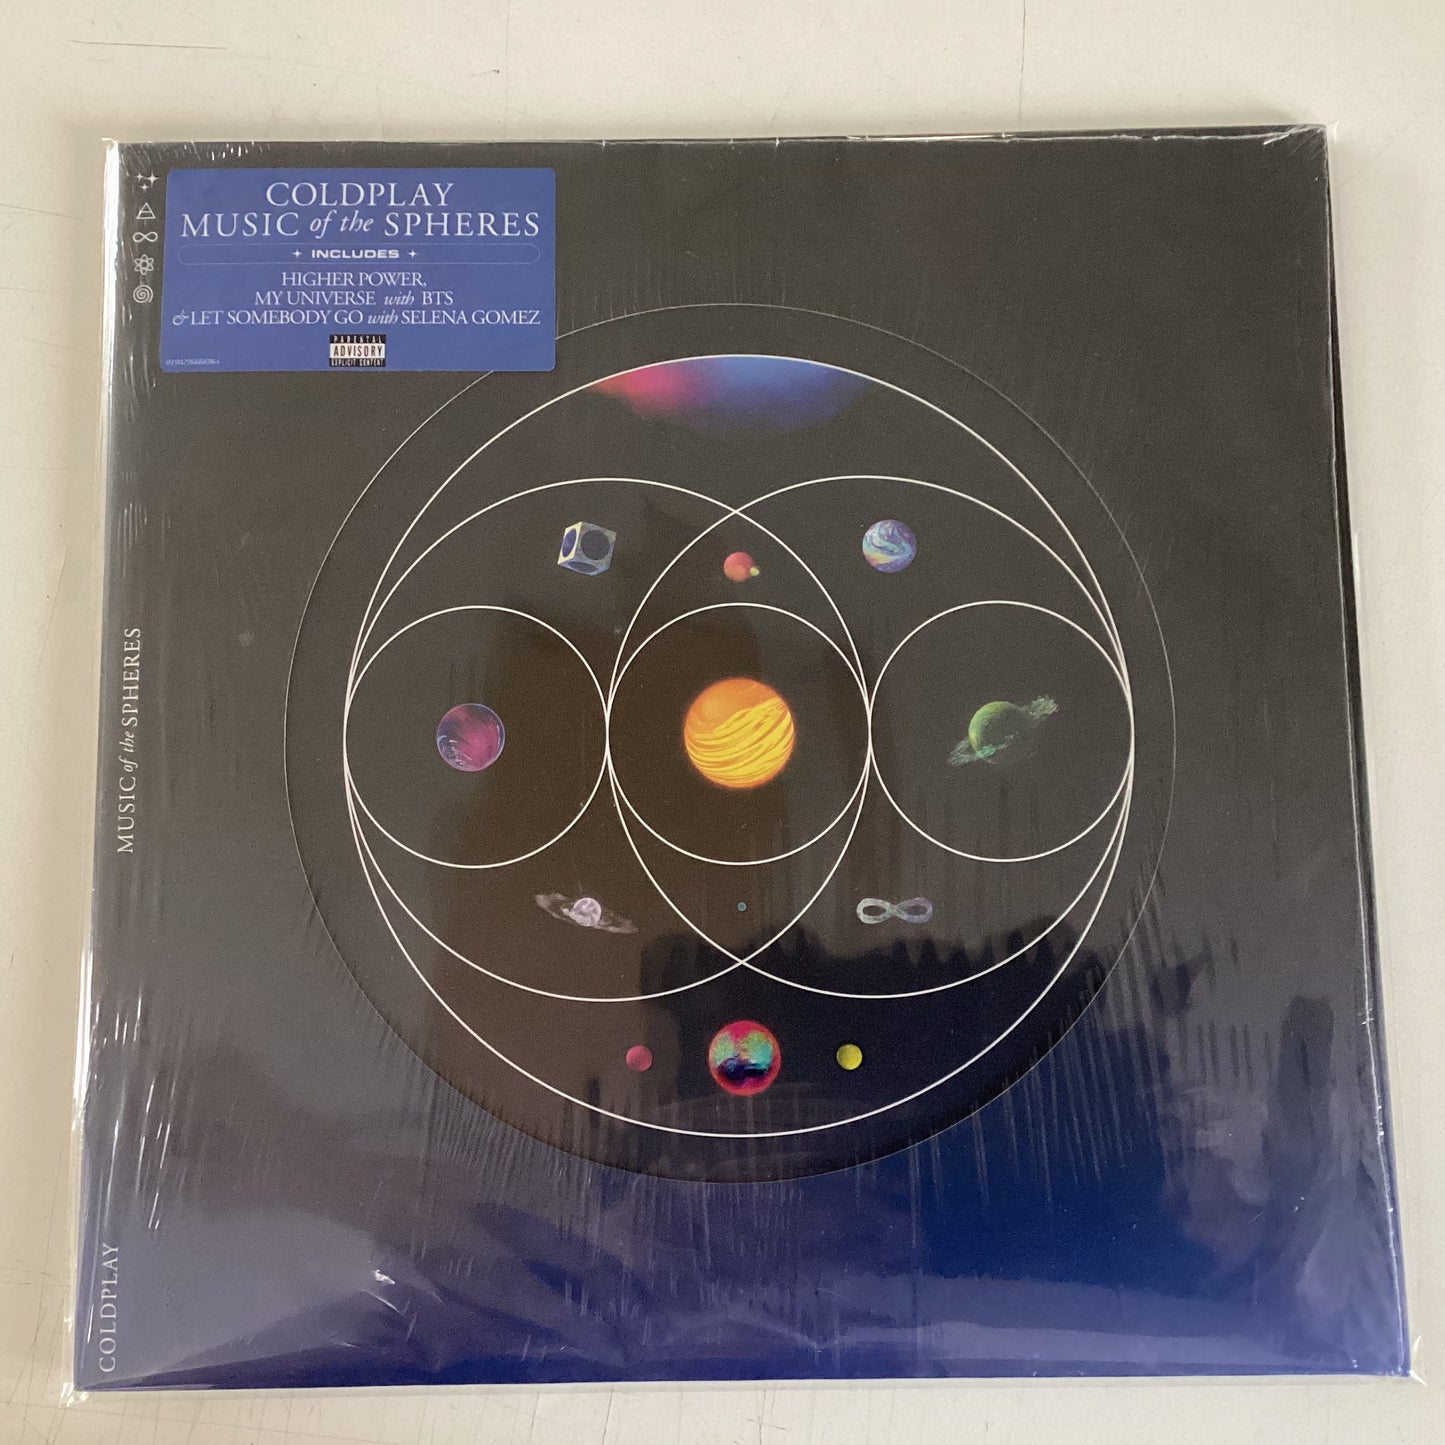 COLDPLAY
MUSIC of the SPHERES
INCLUDES
HIGHER POWER,
MY UNIVERSE with BTS
& LET SOMEBODY GO with SELENA GOMEZ
PARENTAL
ADVISORY
EXPLICIT CONTENT
MUSIC of the SPHERES
COLDPLAY